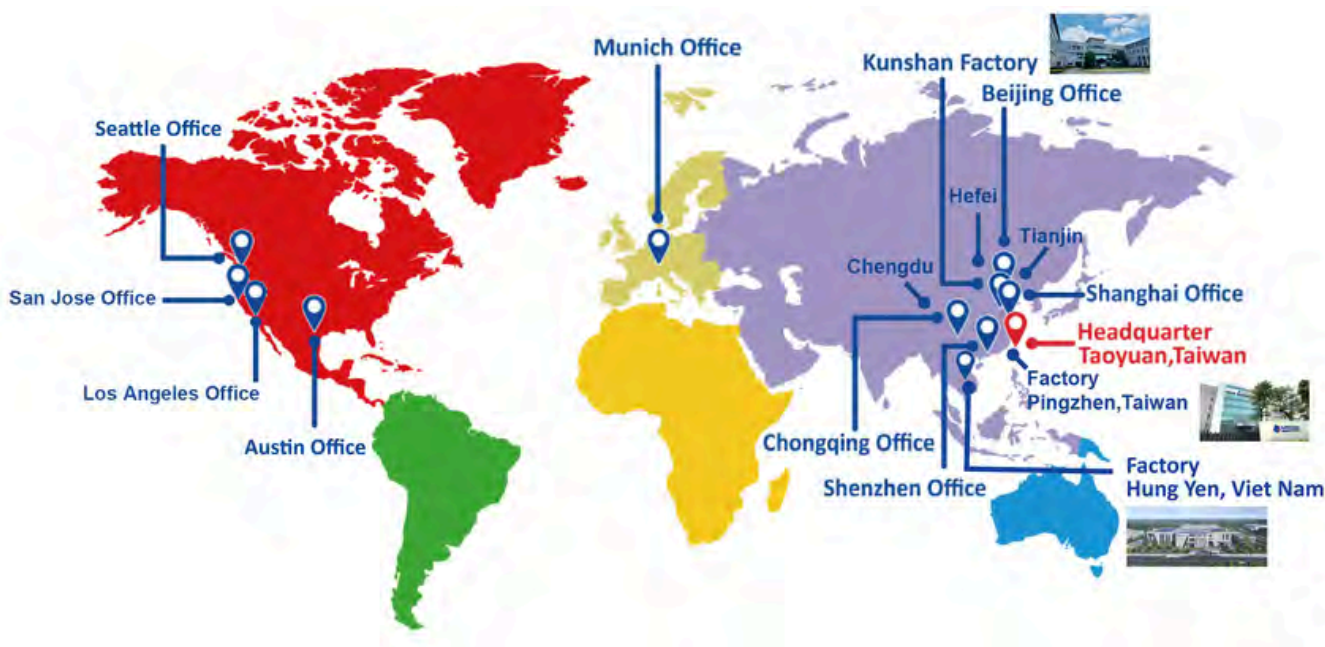 Munich Office
Kunshan Factory
Beijing Office
Seattle Office
Hefei
Tianjin
Chengdu
San Jose Office
Shanghai Office
Headquarter
Taoyuan,Taiwan
Factory
Pingzhen,Taiwan
Los Angeles Office
Austin Office
Chongqing Office
Shenzhen Office
Factory
Hung Yen, Viet Nam